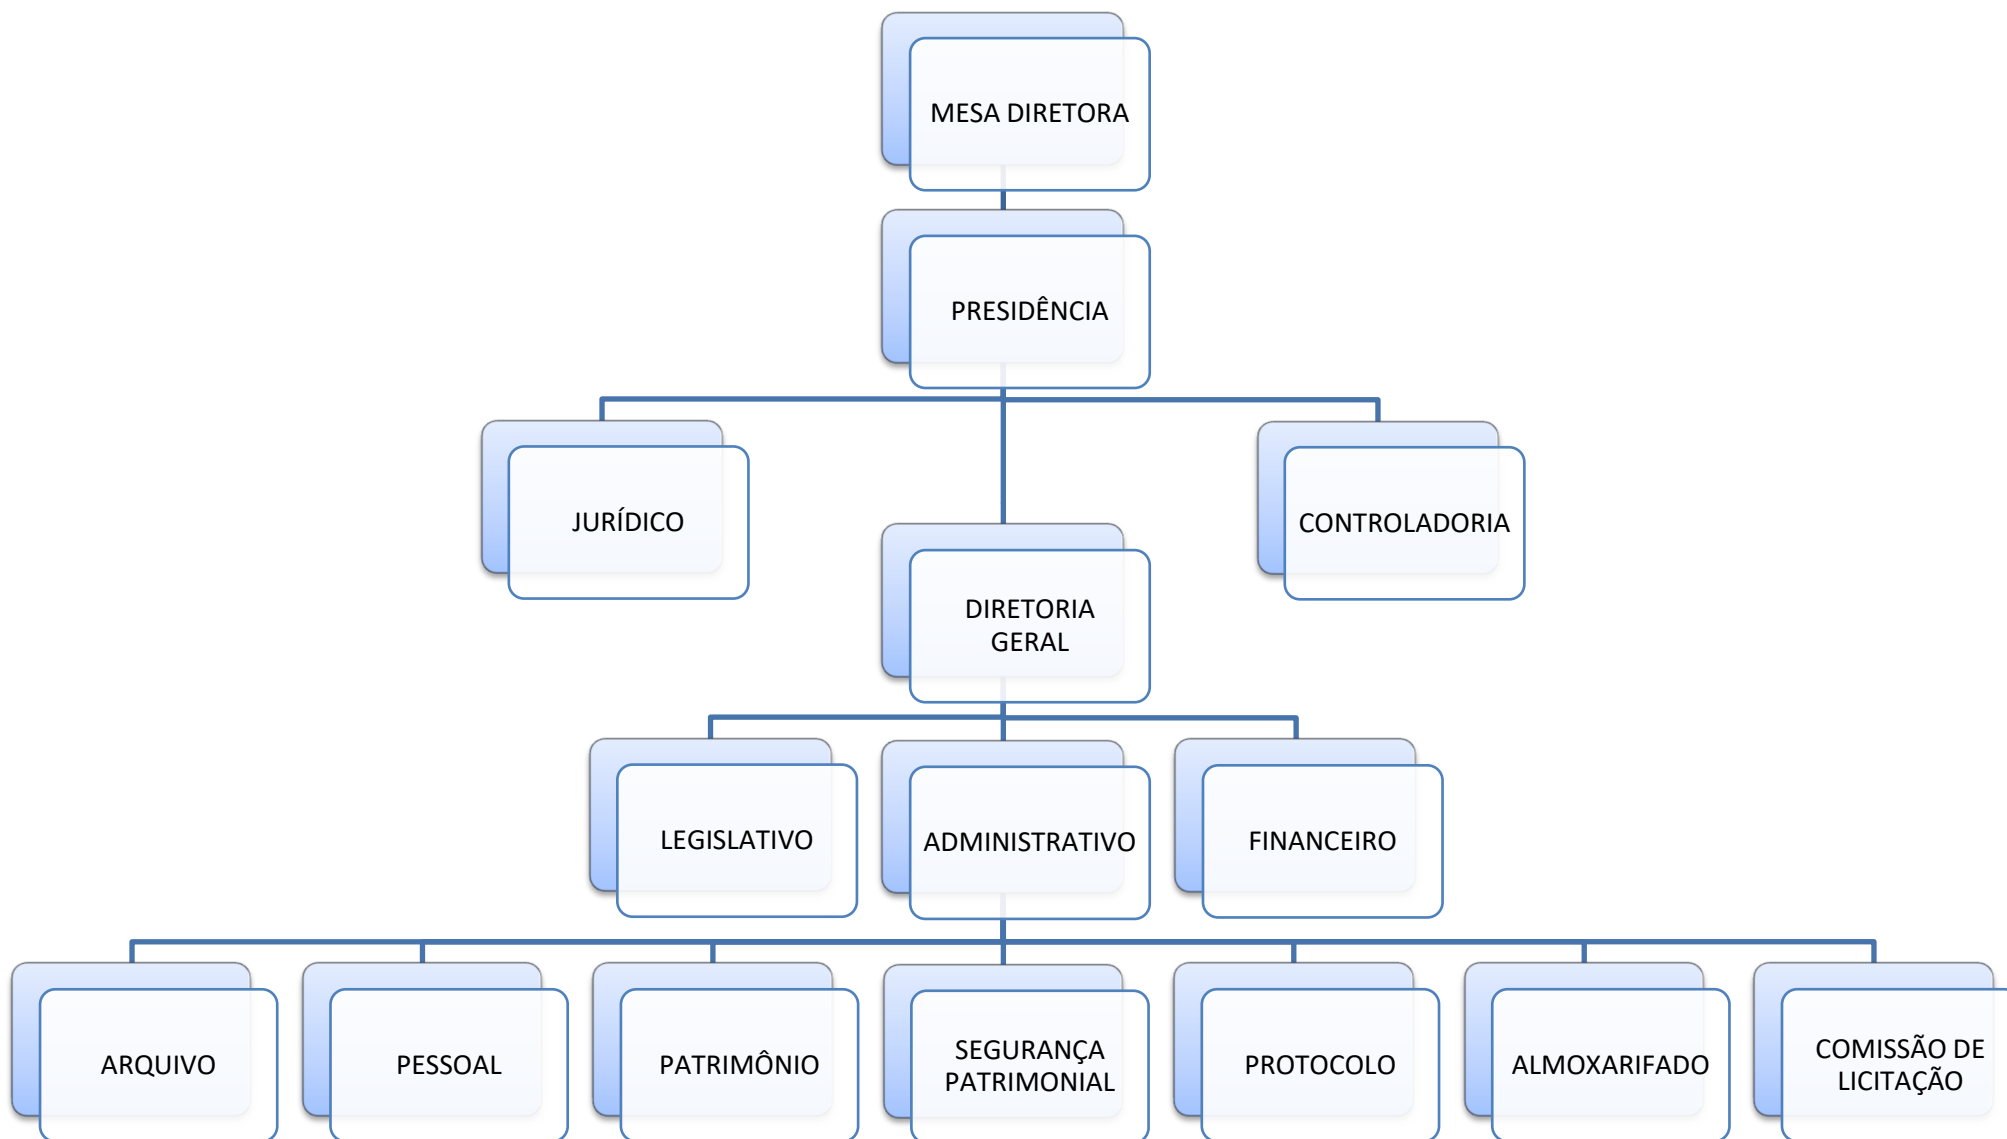 MESA DIRETORA
PRESIDÊNCIA
JURÍDICO
CONTROLADORIA
DIRETORIA
GERAL
LEGISLATIVO
ADMINISTRATIVO
FINANCEIRO
ARQUIVO
PESSOAL
PATRIMÔNIO
SEGURANÇA
PATRIMONIAL
PROTOCOLO
ALMOXARIFADO
COMISSÃO DE
LICITAÇÃO